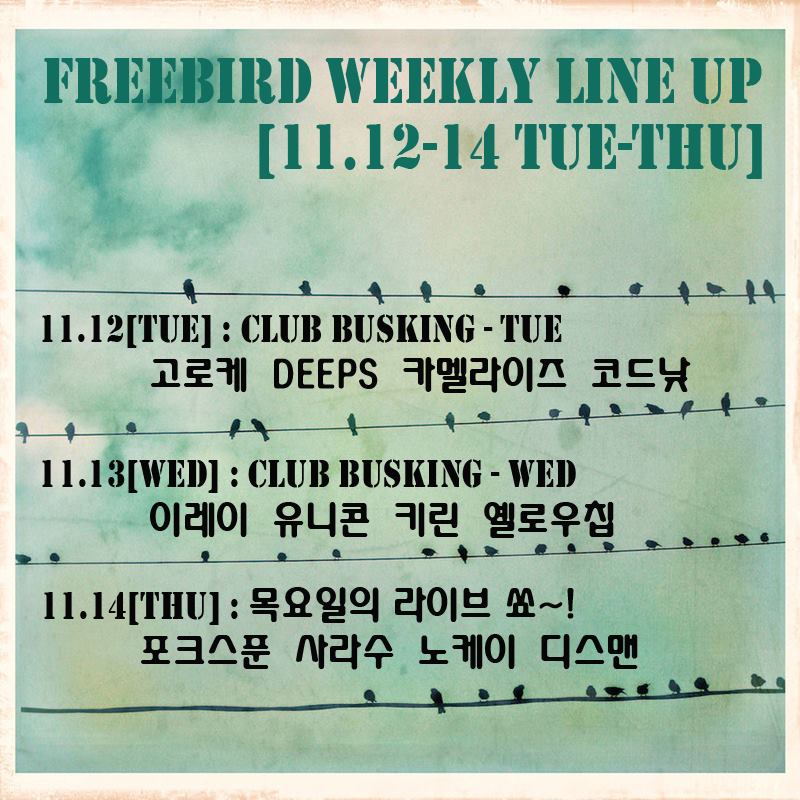 FREEBIRD WEEKLY LINE UP
[11.12-14 TUE-THU]
11.12[TUE] : CLUB BUSKING - TUE
고로케 DEEPS 카멜라이즈 코드낯
11.13[WED] : CLUB BUSKING - WED
이레이 유니콘 키린 옐로우칩
11.14[THU] : 목요일의 라이브 쑈~!
포크스푼 사라수 노케이 디스맨